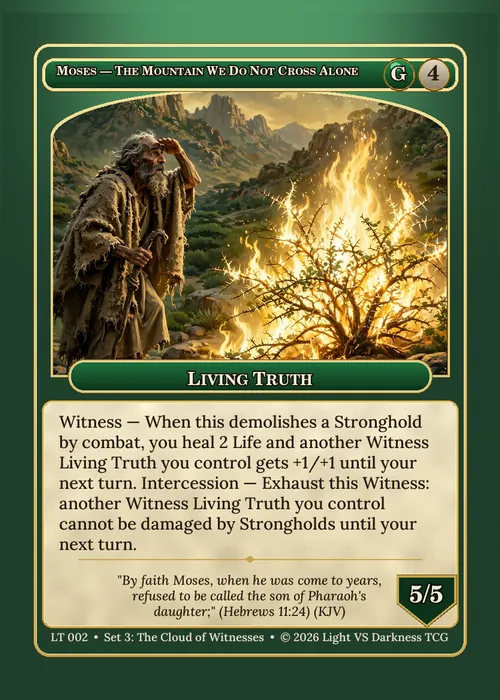 Moses — The Mountain We Do Not Cross Alone G 4
Living Truth
Witness — When this demolishes a Stronghold
by combat, you heal 2 Life and another Witness
Living Truth you control gets +1/+1 until your
next turn. Intercession — Exhaust this Witness:
another Witness Living Truth you control
cannot be damaged by Strongholds until your
next turn.
"By faith Moses, when he was come to years,
refused to be called the son of Pharaoh's
daughter;" (Hebrews 11:24) (KJV)
5/5
LT 002 • Set 3: The Cloud of Witnesses • © 2026 Light VS Darkness TCG